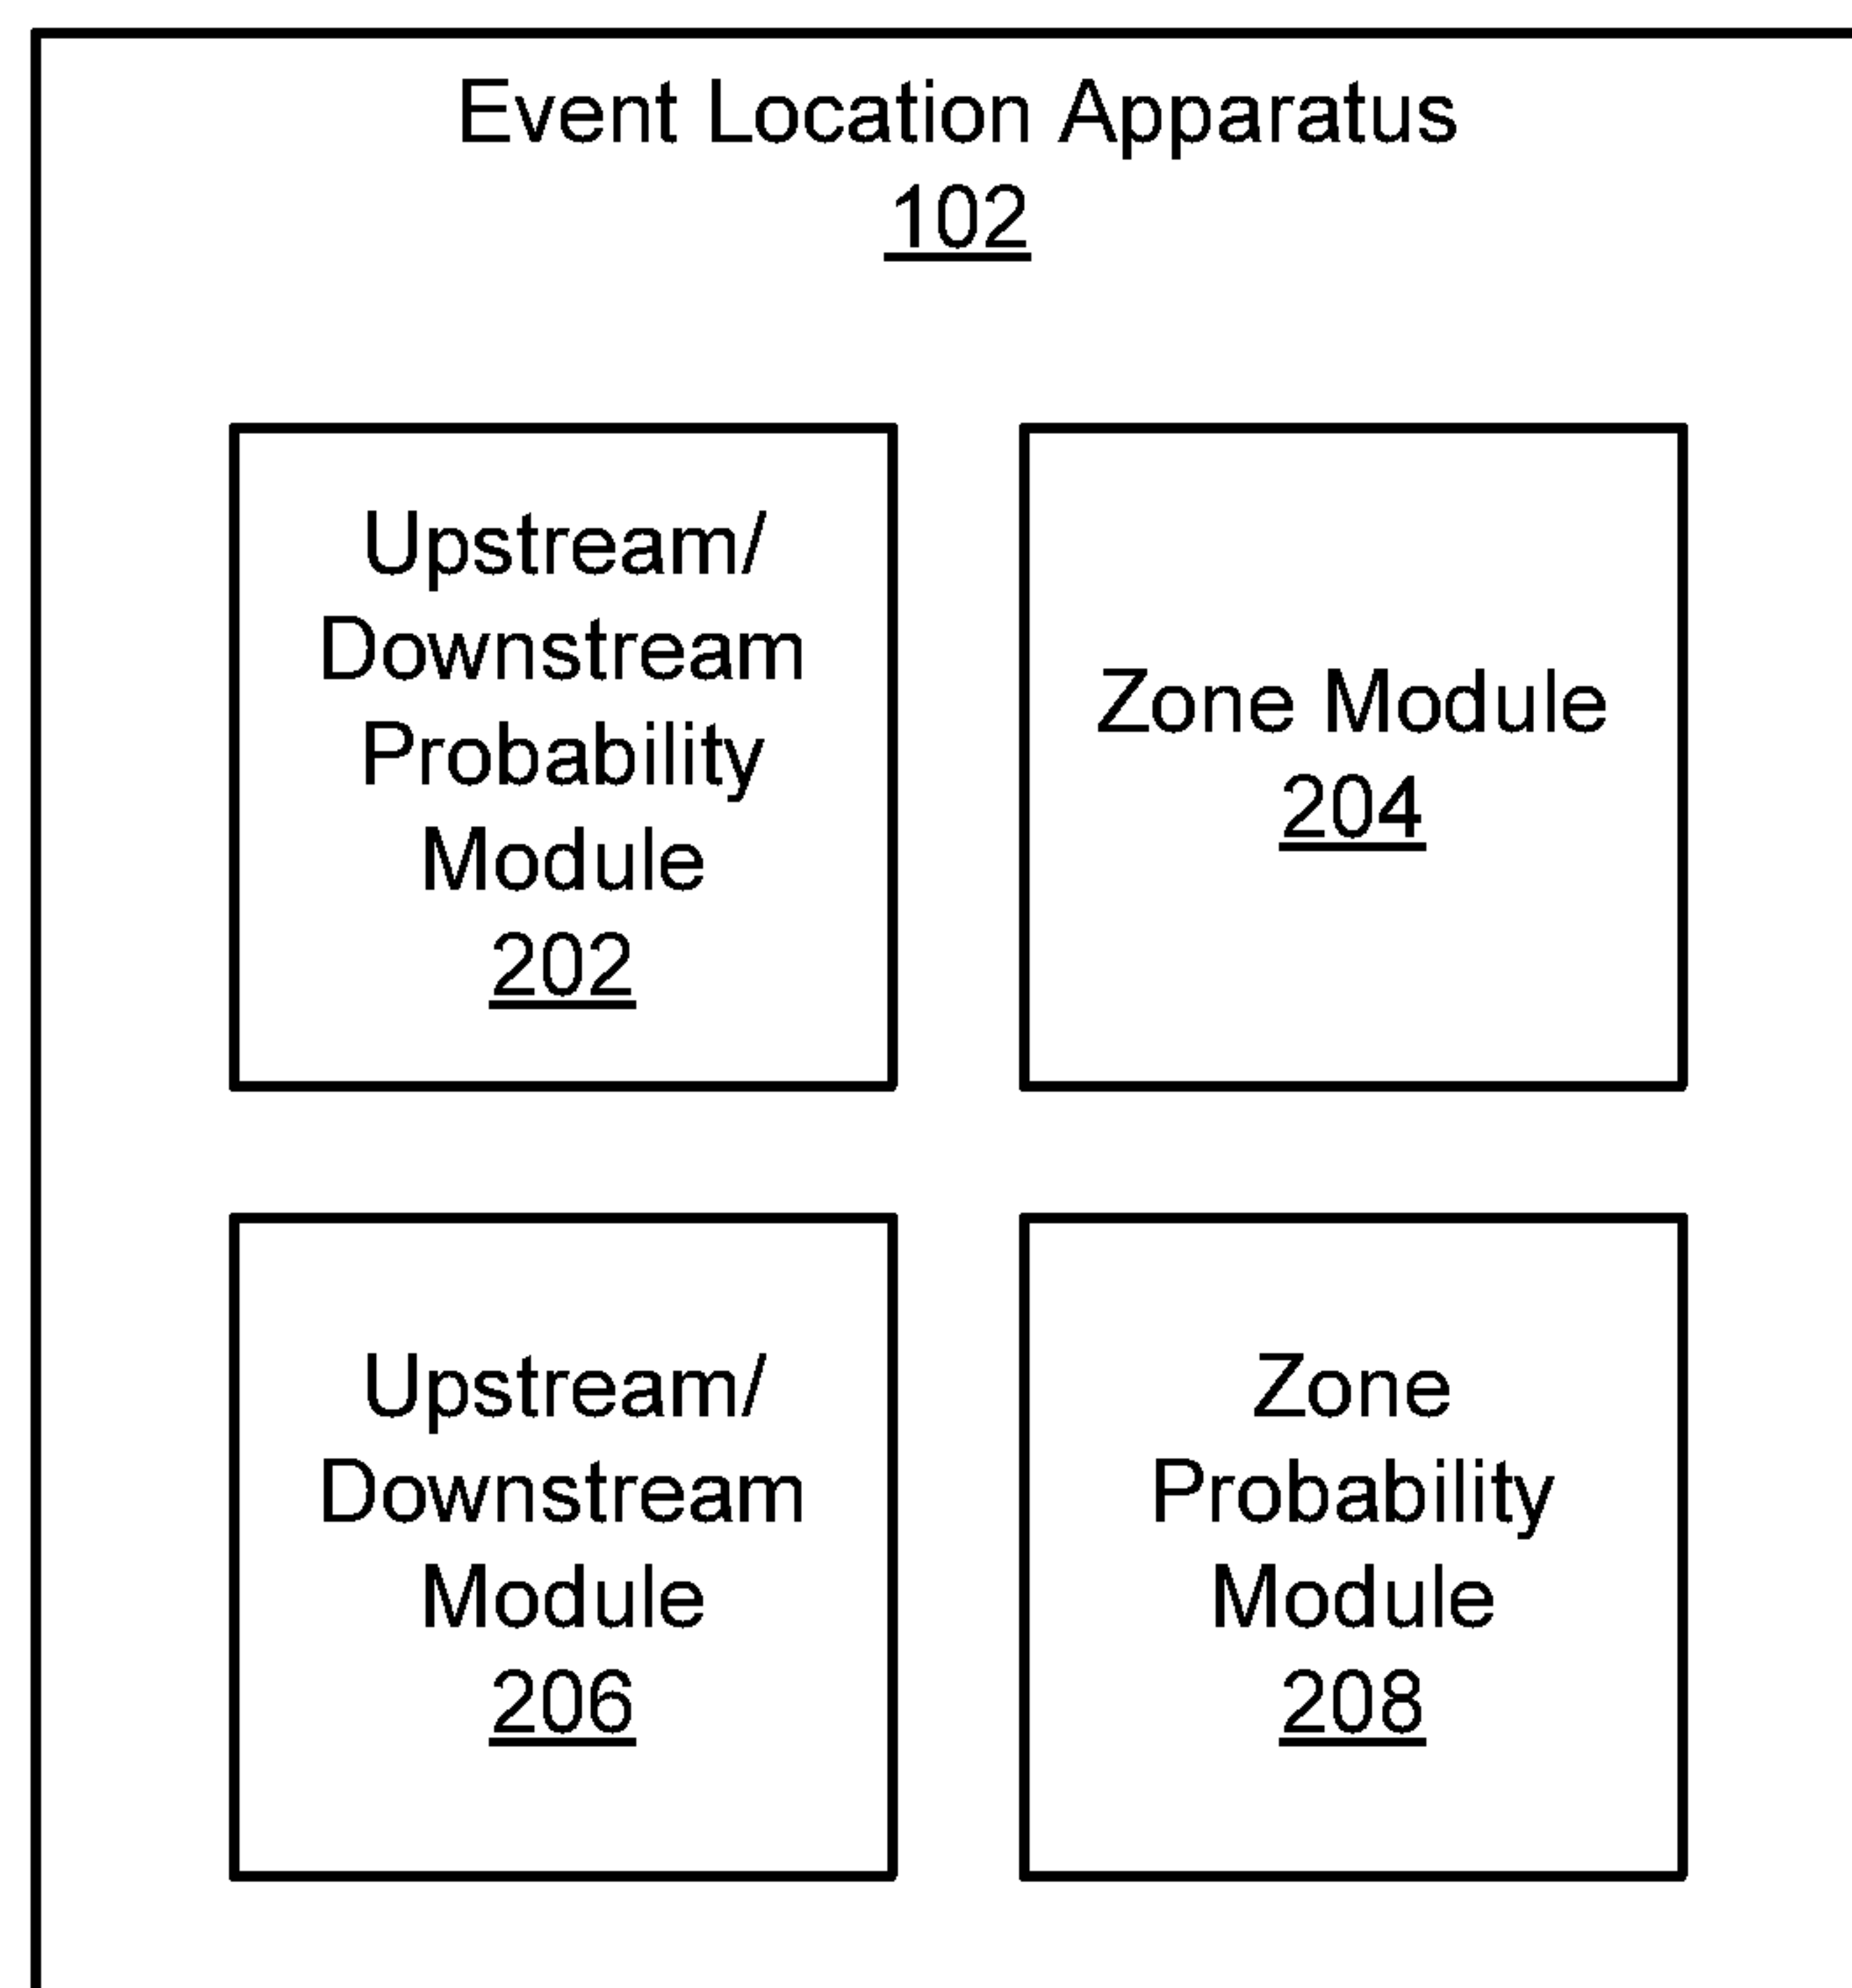 Event Location Apparatus
102
Upstream/
Downstream
Probability
Module
202
Zone Module
204
Upstream/
Downstream
Module
206
Zone
Probability
Module
208